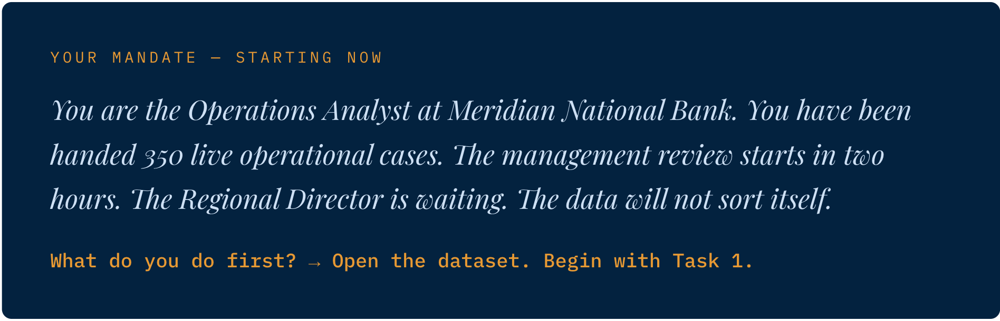 YOUR MANDATE — STARTING NOW
You are the Operations Analyst at Meridian National Bank. You have been
handed 350 live operational cases. The management review starts in two
hours. The Regional Director is waiting. The data will not sort itself.
What do you do first? → Open the dataset. Begin with Task 1.